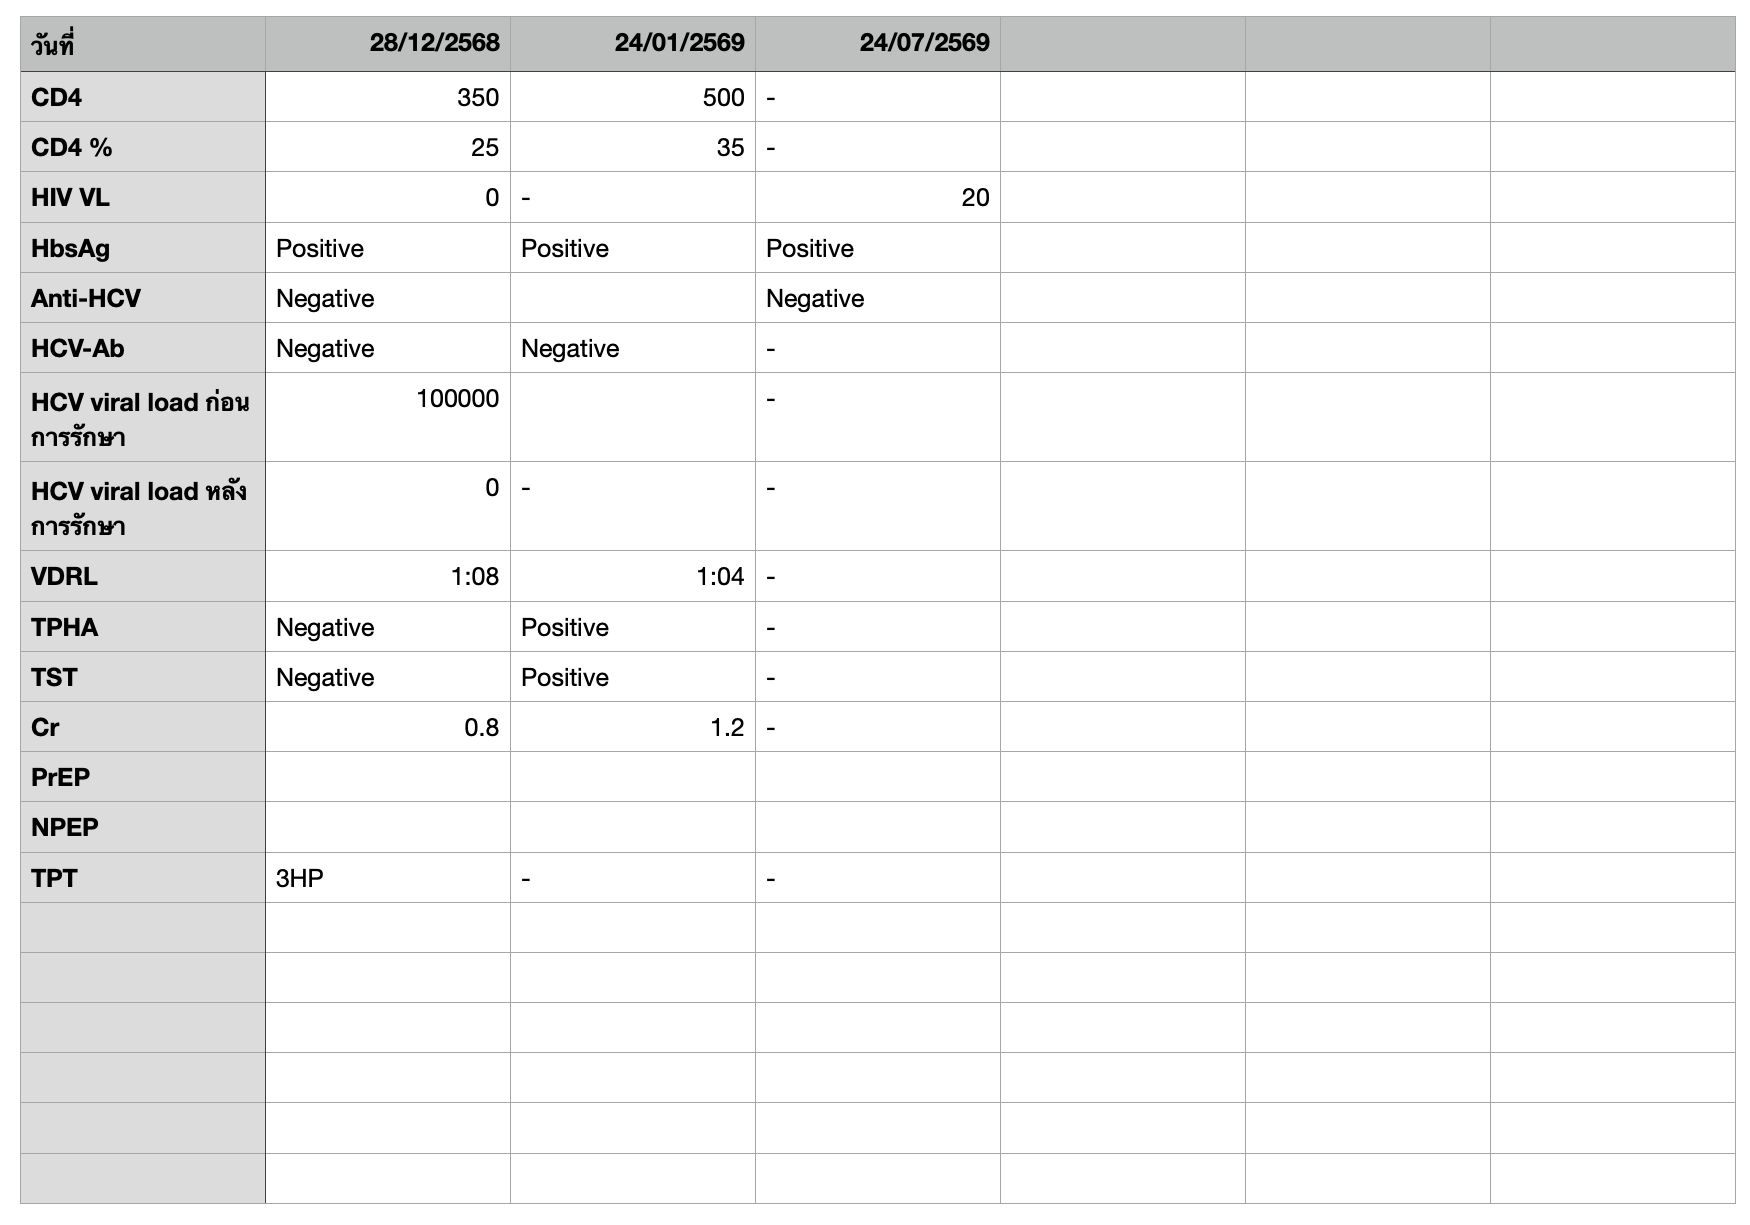 วันที่ 28/12/2568 24/01/2569 24/07/2569
CD4 350 500 -
CD4 % 25 35 -
HIV VL 0 - 20
HbsAg Positive Positive Positive
Anti-HCV Negative Negative
HCV-Ab Negative Negative -
HCV viral load ก่อน 100000 -
การรักษา
HCV viral load หลัง 0 - -
การรักษา
VDRL 1:08 1:04 -
TPHA Negative Positive -
TST Negative Positive -
Cr 0.8 1.2 -
PrEP
NPEP
TPT 3HP - -